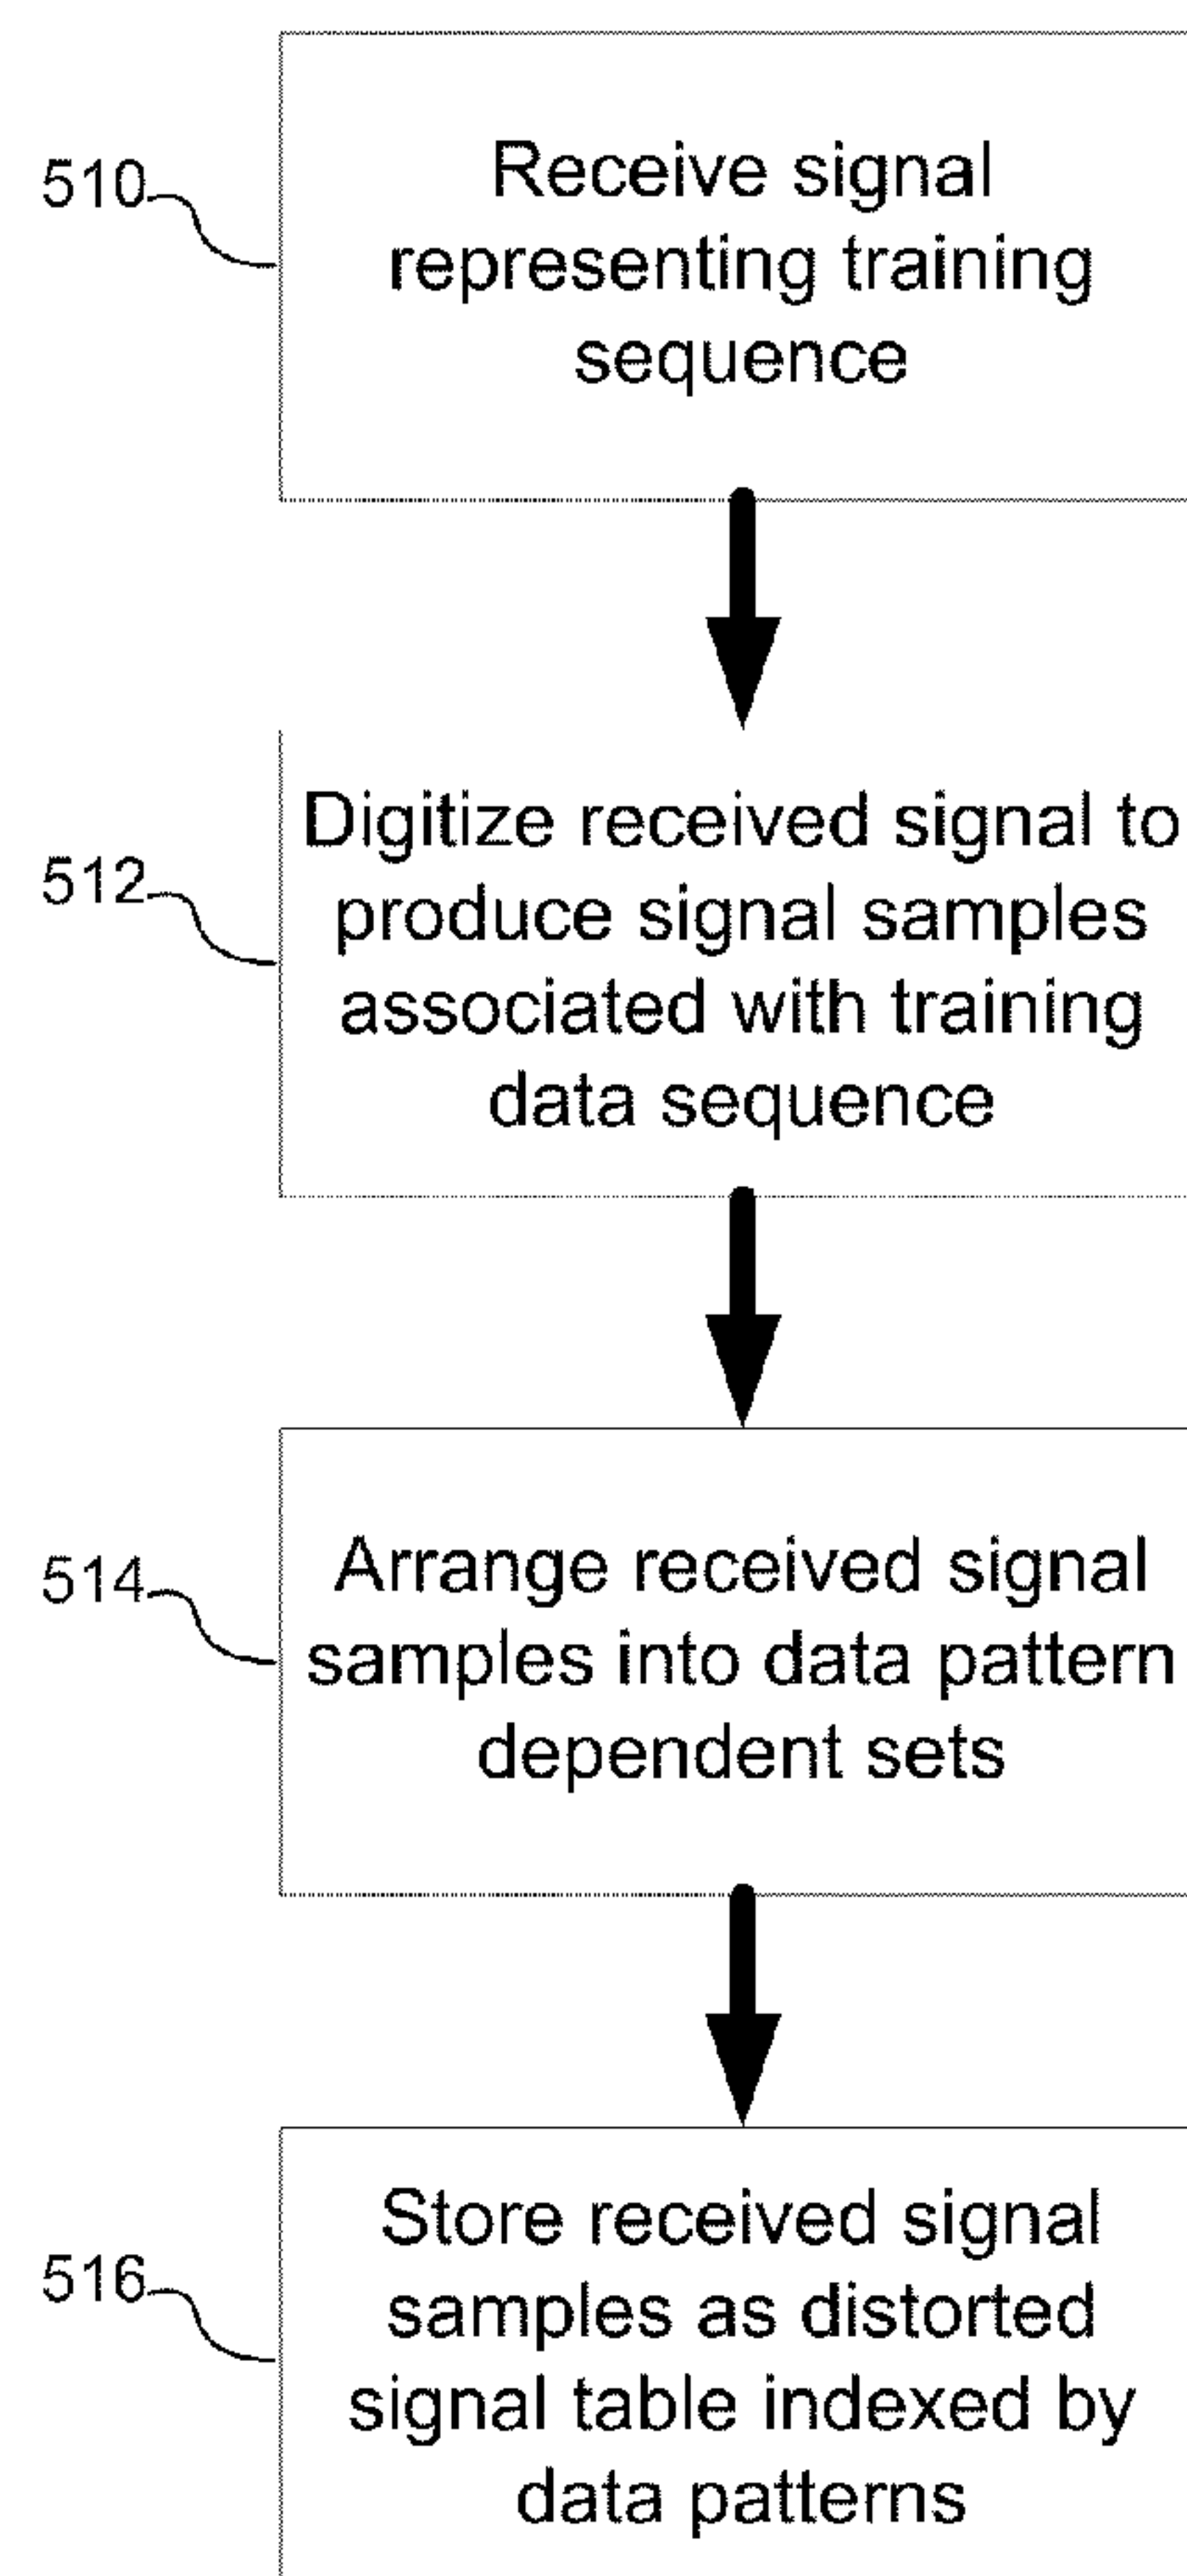 510
Receive signal
representing training
sequence
512
Digitize received signal to
produce signal samples
associated with training
data sequence
514
Arrange received signal
samples into data pattern
dependent sets
516
Store received signal
samples as distorted
signal table indexed by
data patterns